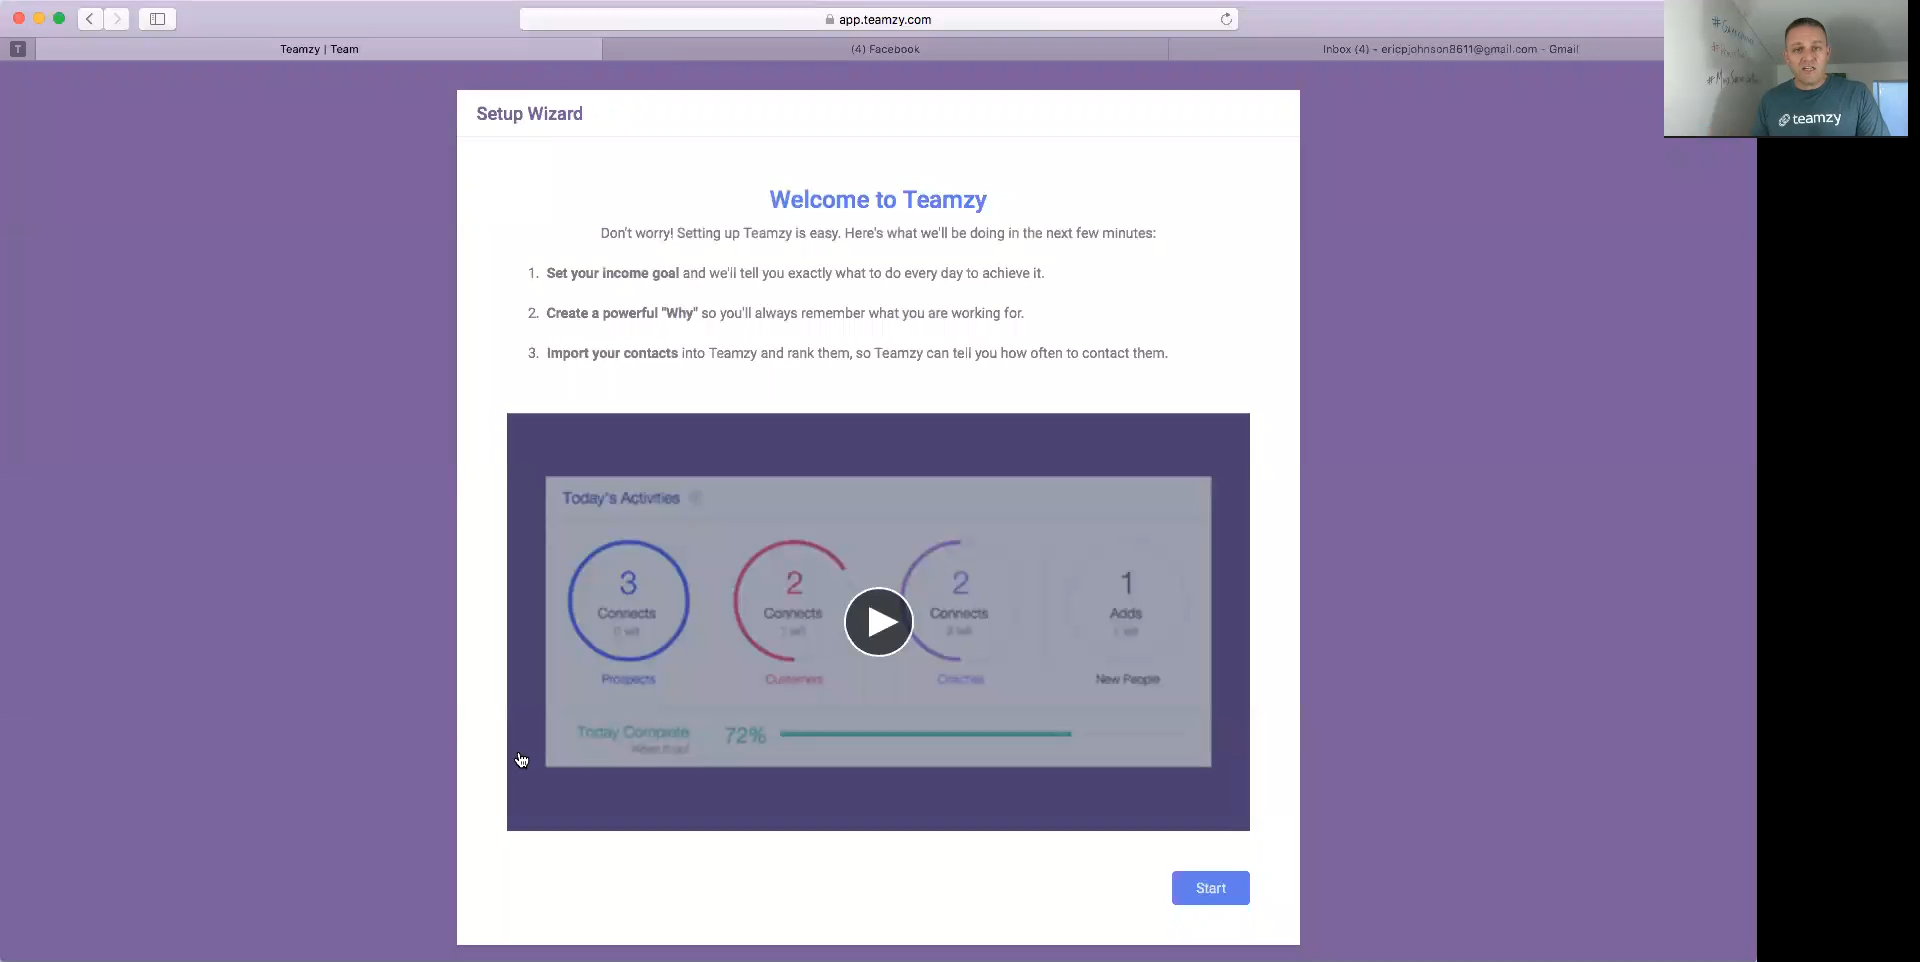 app.teamzy.com
T
Teamzy | Team
(4) Facebook
Inbox (4) - ericpjohnson8611@gmail.com - Gmail
teamzy
Setup Wizard
Welcome to Teamzy
Don't worry! Setting up Teamzy is easy. Here's what we'll be doing in the next few minutes:
1. Set your income goal and we'll tell you exactly what to do every day to achieve it.
2. Create a powerful "Why" so you'll always remember what you are working for.
3. Import your contacts into Teamzy and rank them, so Teamzy can tell you how often to contact them.
Today's Activities
3 2 2 1
Connects Connects Connects Adds
Prospects Customers Coaches New People
Today Complete 72%
Start